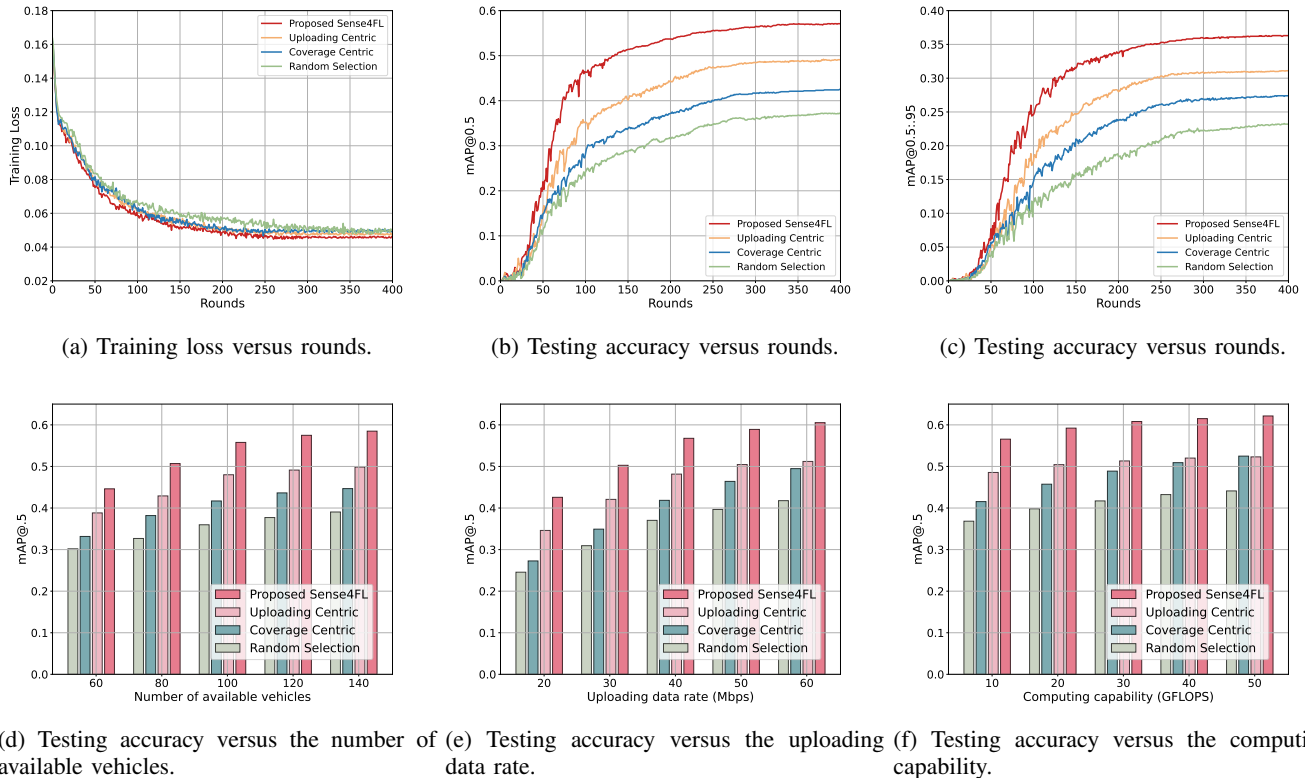 0.18
0.16
0.14
0.12
0.10
0.08
0.06
0.04
0.02
Training Loss
0 50 100 150 200 250 300 350 400
Rounds
Proposed Sense4FL
Uploading Centric
Coverage Centric
Random Selection
(a) Training loss versus rounds.
0.6
0.5
0.4
0.3
0.2
0.1
0.0
mAP@0.5
0 50 100 150 200 250 300 350 400
Rounds
Proposed Sense4FL
Uploading Centric
Coverage Centric
Random Selection
(b) Testing accuracy versus rounds.
0.40
0.35
0.30
0.25
0.20
0.15
0.10
0.05
0.00
mAP@0.5:.95
0 50 100 150 200 250 300 350 400
Rounds
Proposed Sense4FL
Uploading Centric
Coverage Centric
Random Selection
(c) Testing accuracy versus rounds.
0.6
0.5
0.4
0.3
0.2
0.1
0.0
mAP@.5
Proposed Sense4FL
Uploading Centric
Coverage Centric
Random Selection
60 80 100 120 140
Number of available vehicles
(d) Testing accuracy versus the number of
available vehicles.
0.6
0.5
0.4
0.3
0.2
0.1
0.0
mAP@.5
Proposed Sense4FL
Uploading Centric
Coverage Centric
Random Selection
20 30 40 50 60
Uploading data rate (Mbps)
(e) Testing accuracy versus the uploading
data rate.
0.6
0.5
0.4
0.3
0.2
0.1
0.0
mAP@.5
Proposed Sense4FL
Uploading Centric
Coverage Centric
Random Selection
10 20 30 40 50
Computing capability (GFLOPS)
(f) Testing accuracy versus the computi
capability.